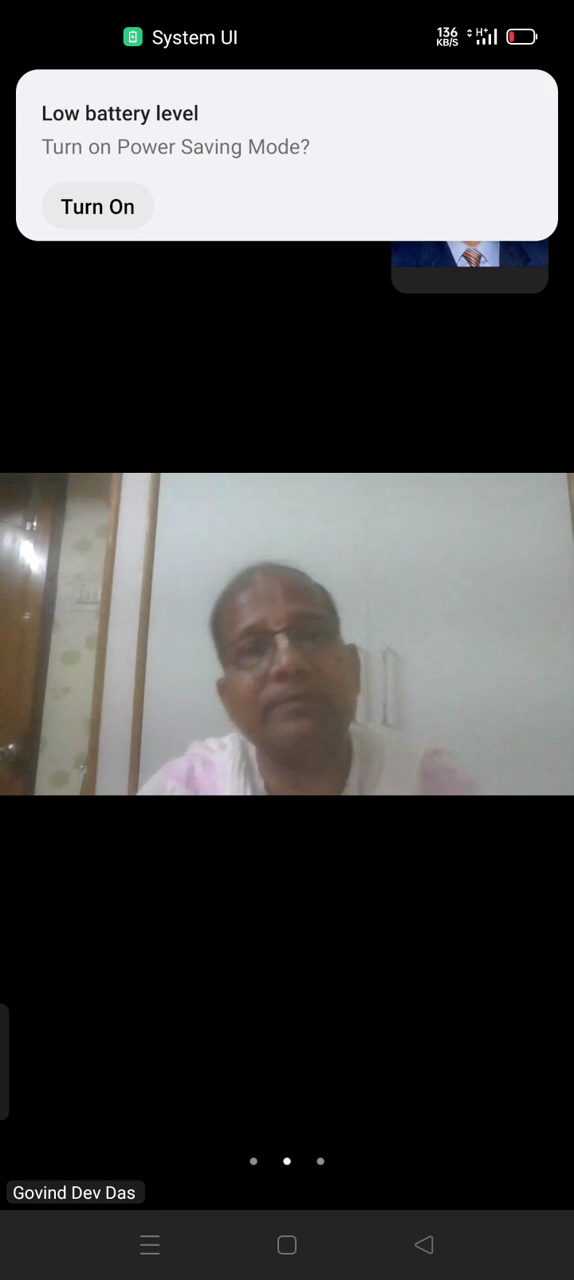 System UI
136
KB/S
H+
Low battery level
Turn on Power Saving Mode?
Turn On
Govind Dev Das